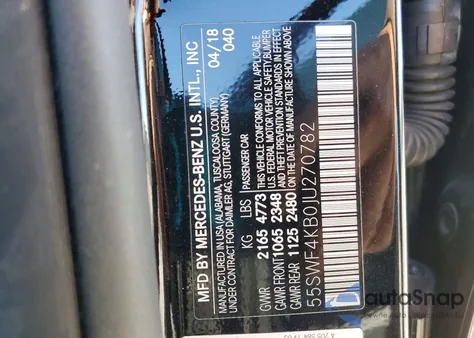 MFD BY MERCEDES-BENZ U.S. INTL., INC
MANUFACTURED IN USA (ALABAMA, TUSCALOOSA COUNTY)
UNDER CONTRACT FOR DAIMLER AG, STUTTGART (GERMANY)
04/18
040
KG LBS PASSENGER CAR
GVWR 2165 4773 THIS VEHICLE CONFORMS TO ALL APPLICABLE
U.S. FEDERAL MOTOR VEHICLE SAFETY, BUMPER
GAWR FRONT 1065 2348 AND THEFT PREVENTION STANDARDS IN EFFECT
GAWR REAR 1125 2480 ON THE DATE OF MANUFACTURE SHOWN ABOVE
55SWF4KB0JU270782
autoSnap